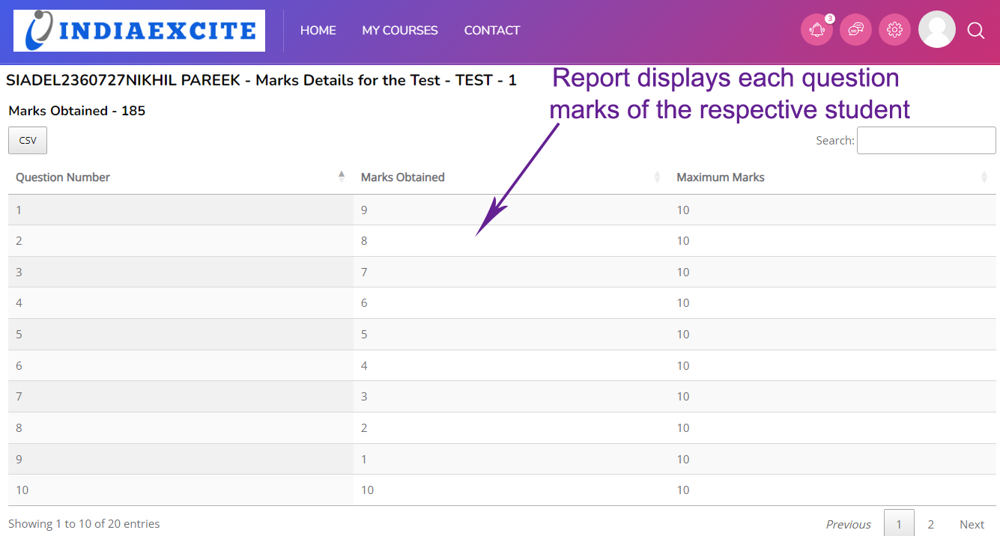 INDIAEXCITE HOME MY COURSES CONTACT 3
SIADEL2360727NIKHIL PAREEK - Marks Details for the Test - TEST - 1
Report displays each question
marks of the respective student
Marks Obtained - 185
CSV Search:
Question Number Marks Obtained Maximum Marks
1 9 10
2 8 10
3 7 10
4 6 10
5 5 10
6 4 10
7 3 10
8 2 10
9 1 10
10 10 10
Showing 1 to 10 of 20 entries Previous 1 2 Next